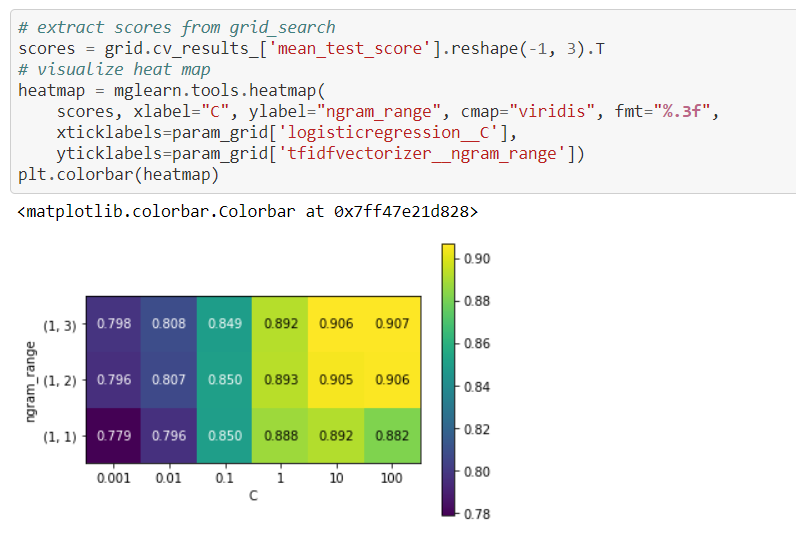 # extract scores from grid_search
scores = grid.cv_results_['mean_test_score'].reshape(-1, 3).T
# visualize heat map
heatmap = mglearn.tools.heatmap(
    scores, xlabel="C", ylabel="ngram_range", cmap="viridis", fmt="%.3f",
    xticklabels=param_grid['logisticregression__C'],
    yticklabels=param_grid['tfidfvectorizer__ngram_range'])
plt.colorbar(heatmap)
<matplotlib.colorbar.Colorbar at 0x7ff47e21d828>
ngram_range
(1, 3) 0.798 0.808 0.849 0.892 0.906 0.907
(1, 2) 0.796 0.807 0.850 0.893 0.905 0.906
(1, 1) 0.779 0.796 0.850 0.888 0.892 0.882
0.001 0.01 0.1 1 10 100
C
0.90
0.88
0.86
0.84
0.82
0.80
0.78